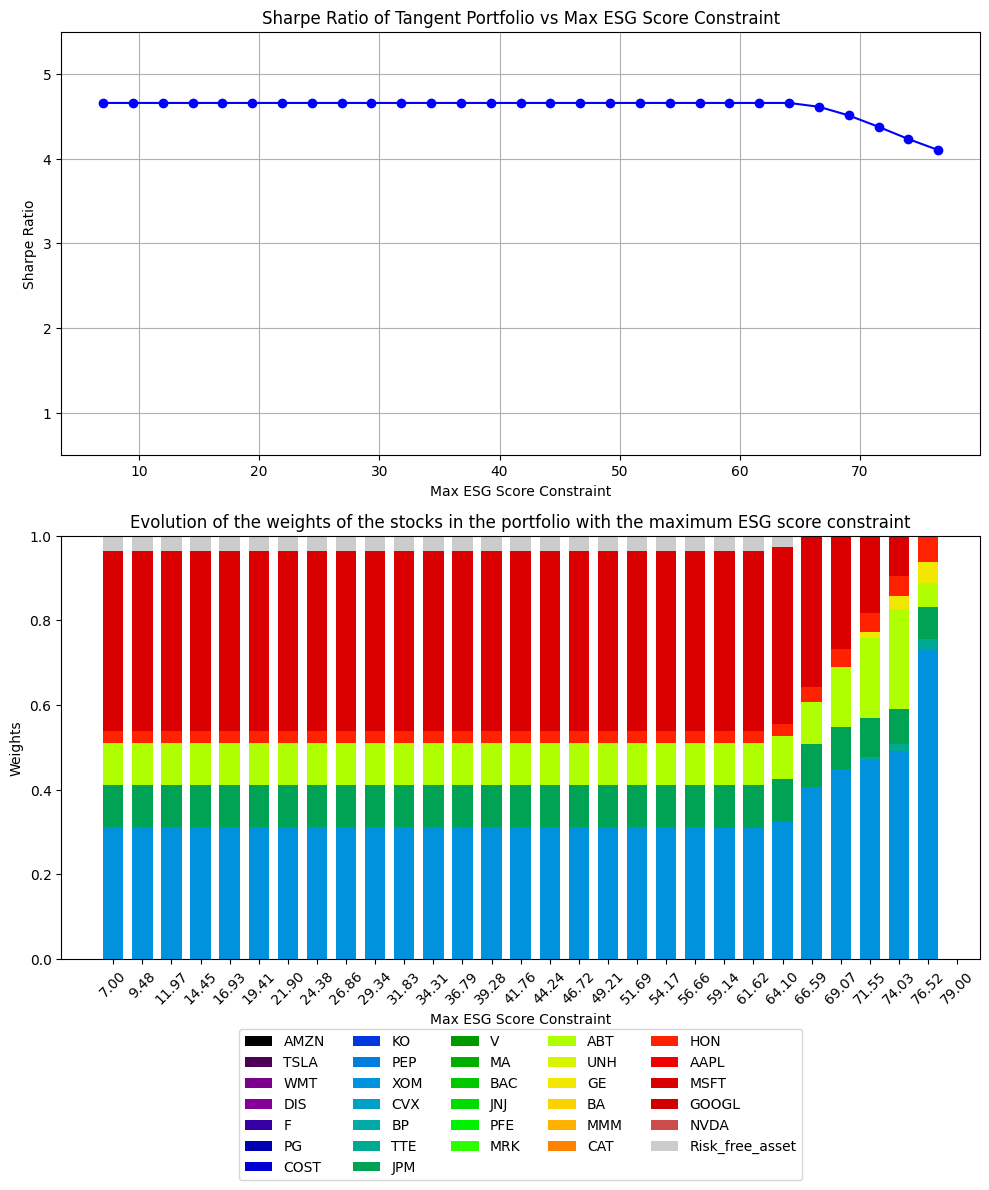 Sharpe Ratio of Tangent Portfolio vs Max ESG Score Constraint
5
4
3
2
1
Sharpe Ratio
10 20 30 40 50 60 70
Max ESG Score Constraint
Evolution of the weights of the stocks in the portfolio with the maximum ESG score constraint
1.0
0.8
0.6
0.4
0.2
0.0
Weights
7.00 9.48 11.97 14.45 16.93 19.41 21.90 24.38 26.86 29.34 31.83 34.31 36.79 39.28 41.76 44.24 46.72 49.21 51.69 54.17 56.66 59.14 61.62 64.10 66.59 69.07 71.55 74.03 76.52 79.00
Max ESG Score Constraint
AMZN KO V ABT HON
TSLA PEP MA UNH AAPL
WMT XOM BAC GE MSFT
DIS CVX JNJ BA GOOGL
F BP PFE MMM NVDA
PG TTE MRK CAT Risk_free_asset
COST JPM